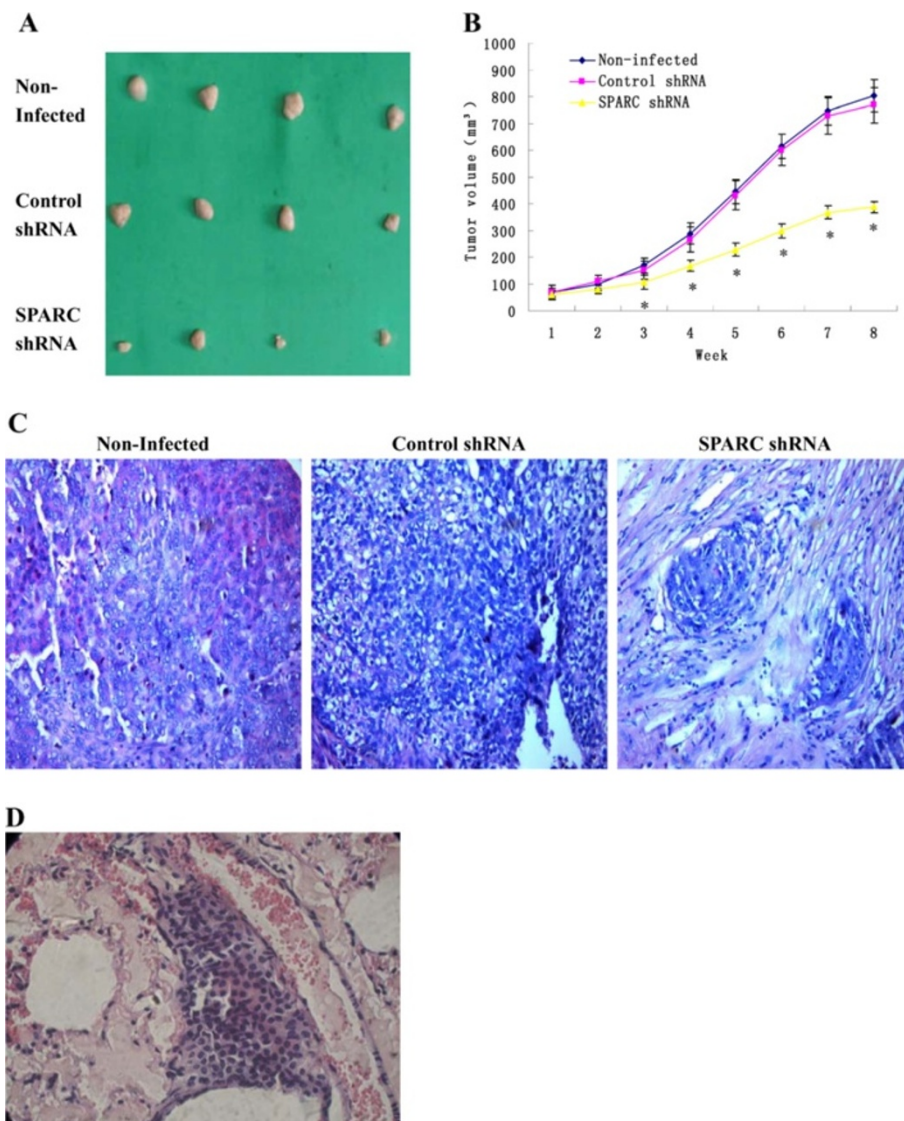 A
Non-
Infected
Control
shRNA
SPARC
shRNA
B
1000
900
800
700
600
500
400
300
200
100
0
Tumor volume (mm³)
Non-infected
Control shRNA
SPARC shRNA
* * * * * *
1 2 3 4 5 6 7 8
Week
C
Non-Infected Control shRNA SPARC shRNA
D